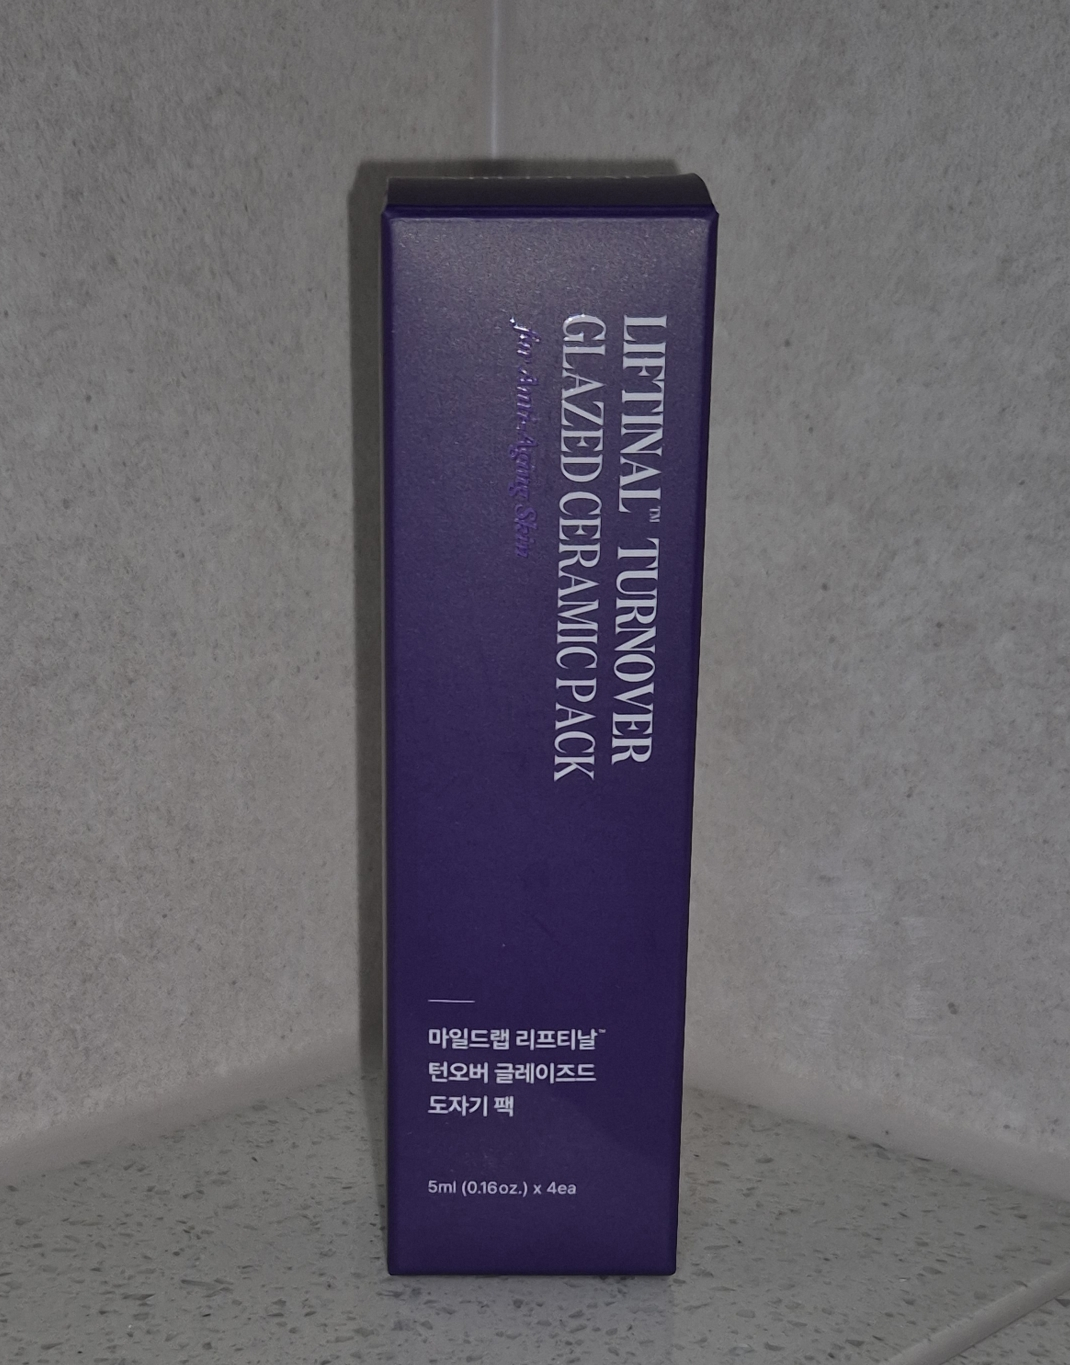 LIFTINAL™ TURNOVER
GLAZED CERAMIC PACK
for Anti-Aging Skin
마일드랩 리프티날™
턴오버 글레이즈드
도자기 팩
5ml (0.16oz.) x 4ea